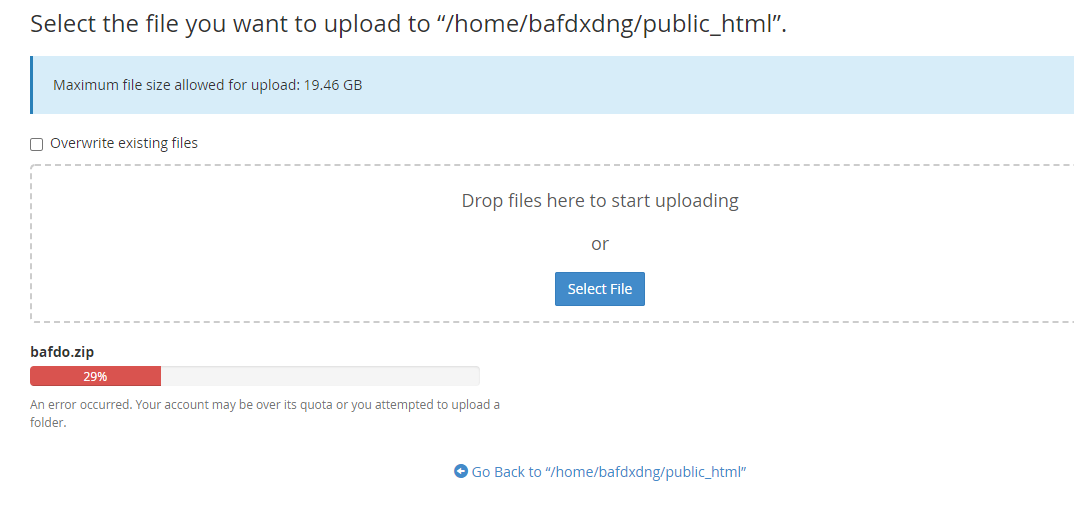 Select the file you want to upload to “/home/bafdxdng/public_html”.
Maximum file size allowed for upload: 19.46 GB
Overwrite existing files
Drop files here to start uploading
or
Select File
bafdo.zip
29%
An error occurred. Your account may be over its quota or you attempted to upload a
folder.
Go Back to “/home/bafdxdng/public_html”